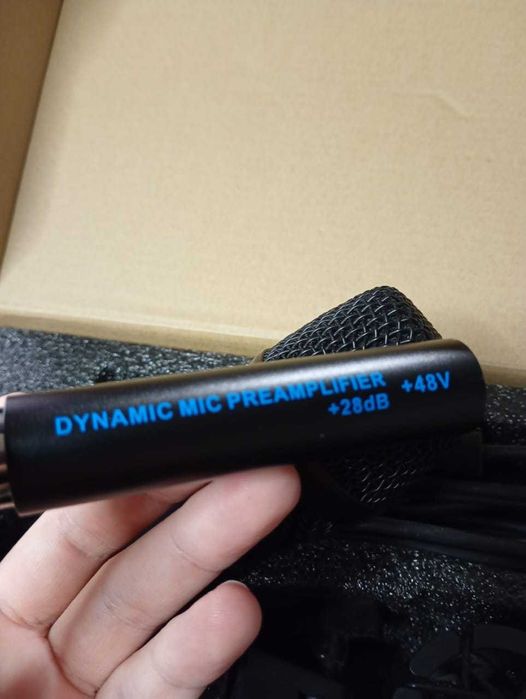 DYNAMIC MIC PREAMPLIFIER +48V
+28dB